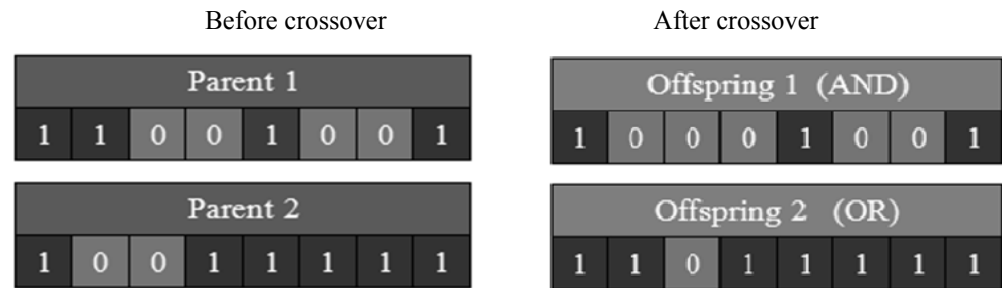 Before crossover
After crossover
Parent 1
1 1 0 0 1 0 0 1
Parent 2
1 0 0 1 1 1 1 1
Offspring 1 (AND)
1 0 0 0 1 0 0 1
Offspring 2 (OR)
1 1 0 1 1 1 1 1